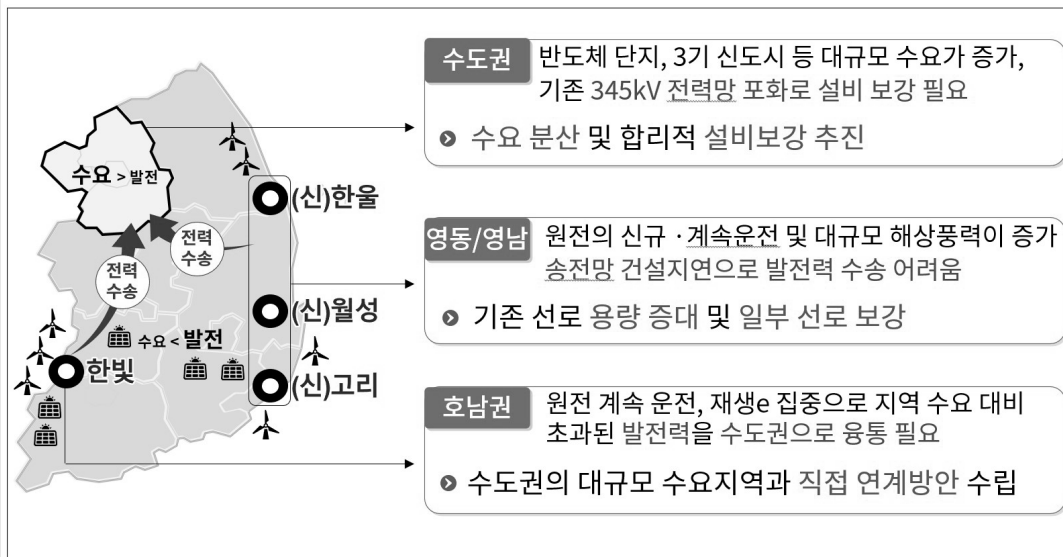 수도권
반도체 단지, 3기 신도시 등 대규모 수요가 증가,
기존 345kV 전력망 포화로 설비 보강 필요
수요 분산 및 합리적 설비보강 추진
수요 > 발전
(신)한울
전력
수송
전력
수송
영동/영남
원전의 신규 · 계속운전 및 대규모 해상풍력이 증가
송전망 건설지연으로 발전력 수송 어려움
기존 선로 용량 증대 및 일부 선로 보강
(신)월성
수요 < 발전
한빛
(신)고리
호남권
원전 계속 운전, 재생e 집중으로 지역 수요 대비
초과된 발전력을 수도권으로 융통 필요
수도권의 대규모 수요지역과 직접 연계방안 수립